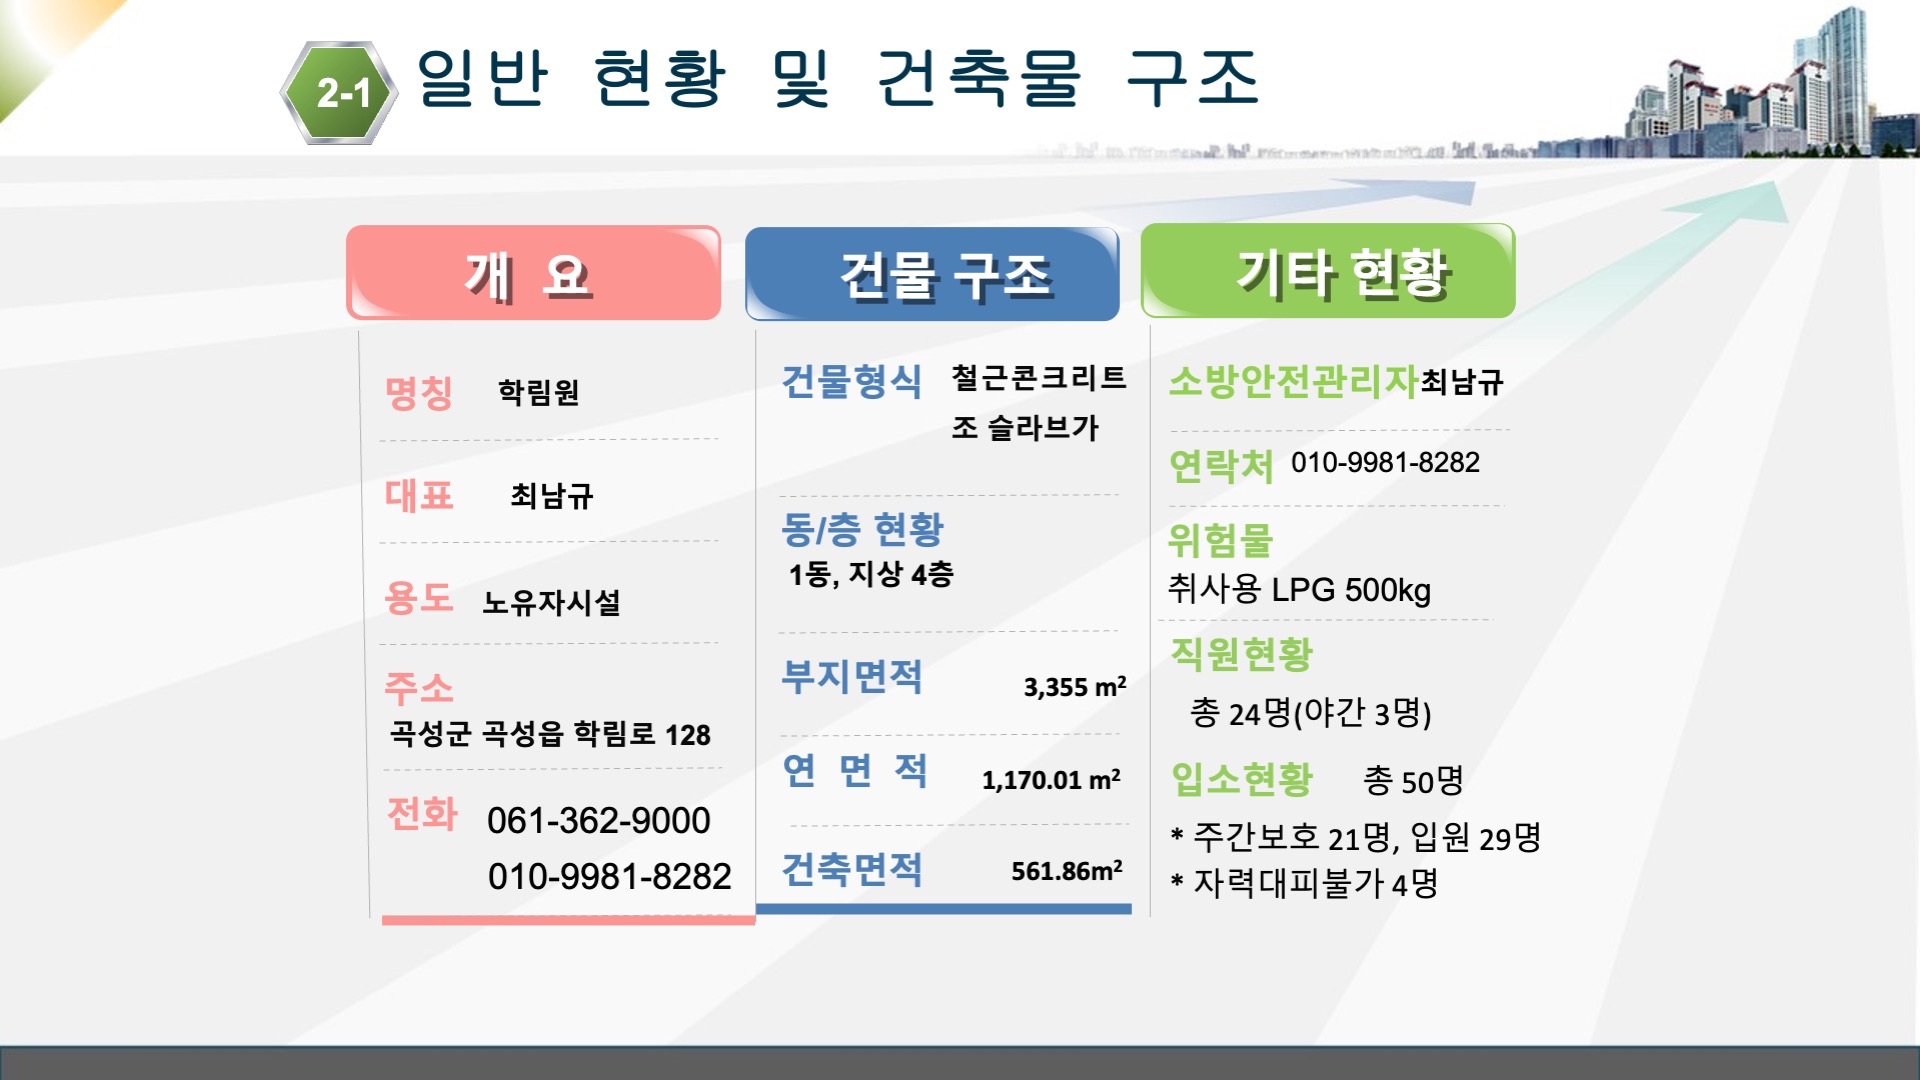 2-1 일반 현황 및 건축물 구조
개 요
명칭 학림원
대표 최남규
용도 노유자시설
주소
곡성군 곡성읍 학림로 128
전화 061-362-9000
010-9981-8282
건물 구조
건물형식 철근콘크리트
조 슬라브가
동/층 현황
1동, 지상 4층
부지면적 3,355 m²
연 면 적 1,170.01 m²
건축면적 561.86m²
기타 현황
소방안전관리자 최남규
연락처 010-9981-8282
위험물
취사용 LPG 500kg
직원현황
총 24명(야간 3명)
입소현황 총 50명
* 주간보호 21명, 입원 29명
* 자력대피불가 4명